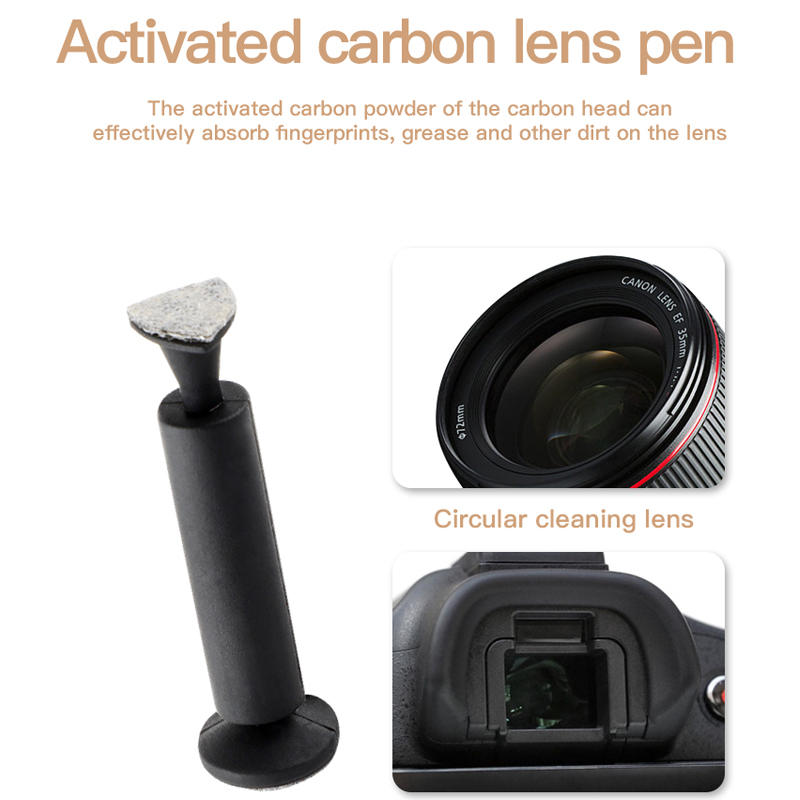 Activated carbon lens pen
The activated carbon powder of the carbon head can
effectively absorb fingerprints, grease and other dirt on the lens
CANON LENS EF 35mm
Φ72mm
Circular cleaning lens